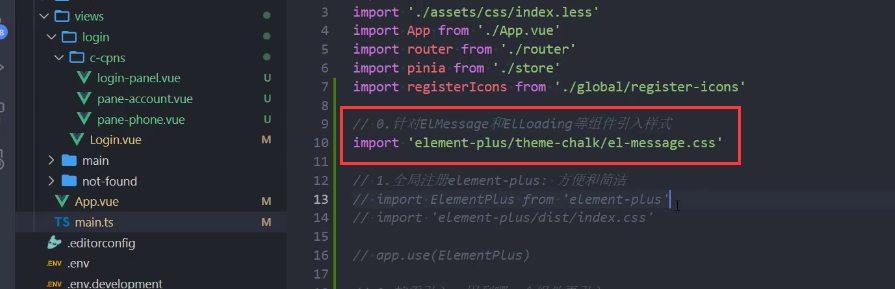 views
login
c-cpns
login-panel.vue U
pane-account.vue U
pane-phone.vue U
Login.vue M
main
not-found
App.vue M
TS main.ts M
.editorconfig
.ENV .env
.ENV .env.development
3 import './assets/css/index.less'
4 import App from './App.vue'
5 import router from './router'
6 import pinia from './store'
7 import registerIcons from './global/register-icons'
8
9 // 0.针对ElMessage和ElLoading等组件引入样式
10 import 'element-plus/theme-chalk/el-message.css'
11
12 // 1.全局注册element-plus: 方便和简洁
13 // import ElementPlus from 'element-plus'
14 // import 'element-plus/dist/index.css'
15
16 // app.use(ElementPlus)
17